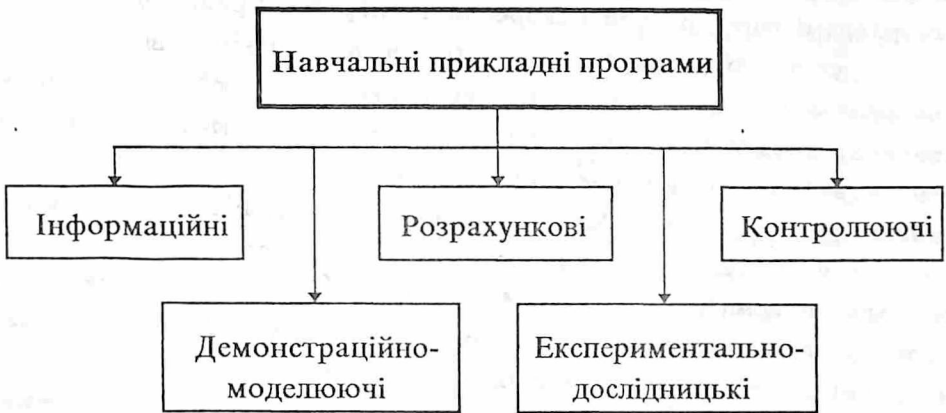 Навчальні прикладні програми
Інформаційні
Розрахункові
Контролюючі
Демонстраційно-
моделюючі
Експериментально-
дослідницькі